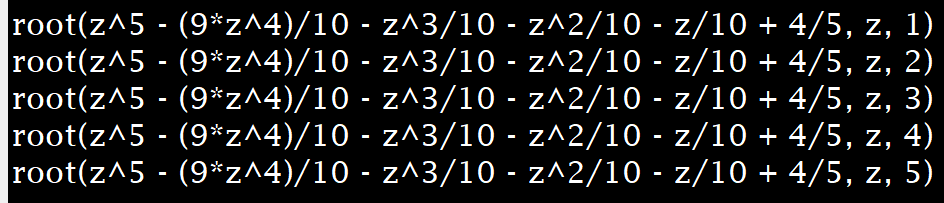 root(z^5 - (9*z^4)/10 - z^3/10 - z^2/10 - z/10 + 4/5, z, 1)
root(z^5 - (9*z^4)/10 - z^3/10 - z^2/10 - z/10 + 4/5, z, 2)
root(z^5 - (9*z^4)/10 - z^3/10 - z^2/10 - z/10 + 4/5, z, 3)
root(z^5 - (9*z^4)/10 - z^3/10 - z^2/10 - z/10 + 4/5, z, 4)
root(z^5 - (9*z^4)/10 - z^3/10 - z^2/10 - z/10 + 4/5, z, 5)